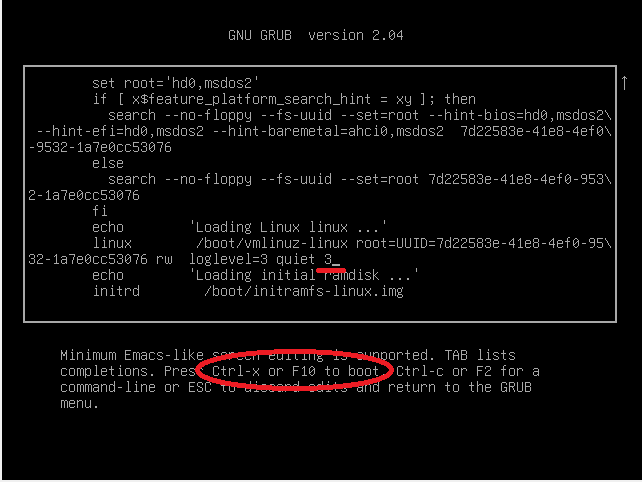 GNU GRUB  version 2.04
set root='hd0,msdos2'
if [ x$feature_platform_search_hint = xy ]; then
search --no-floppy --fs-uuid --set=root --hint-bios=hd0,msdos2\
--hint-efi=hd0,msdos2 --hint-baremetal=ahci0,msdos2  7d22583e-41e8-4ef0\
-9532-1a7e0cc53076
else
search --no-floppy --fs-uuid --set=root 7d22583e-41e8-4ef0-953\
2-1a7e0cc53076
fi
echo 'Loading Linux linux ...'
linux /boot/vmlinuz-linux root=UUID=7d22583e-41e8-4ef0-95\
32-1a7e0cc53076 rw  loglevel=3 quiet 3_
echo 'Loading initial ramdisk ...'
initrd /boot/initramfs-linux.img
Minimum Emacs-like screen editing is supported. TAB lists
completions. Press Ctrl-x or F10 to boot, Ctrl-c or F2 for a
command-line or ESC to discard edits and return to the GRUB
menu.